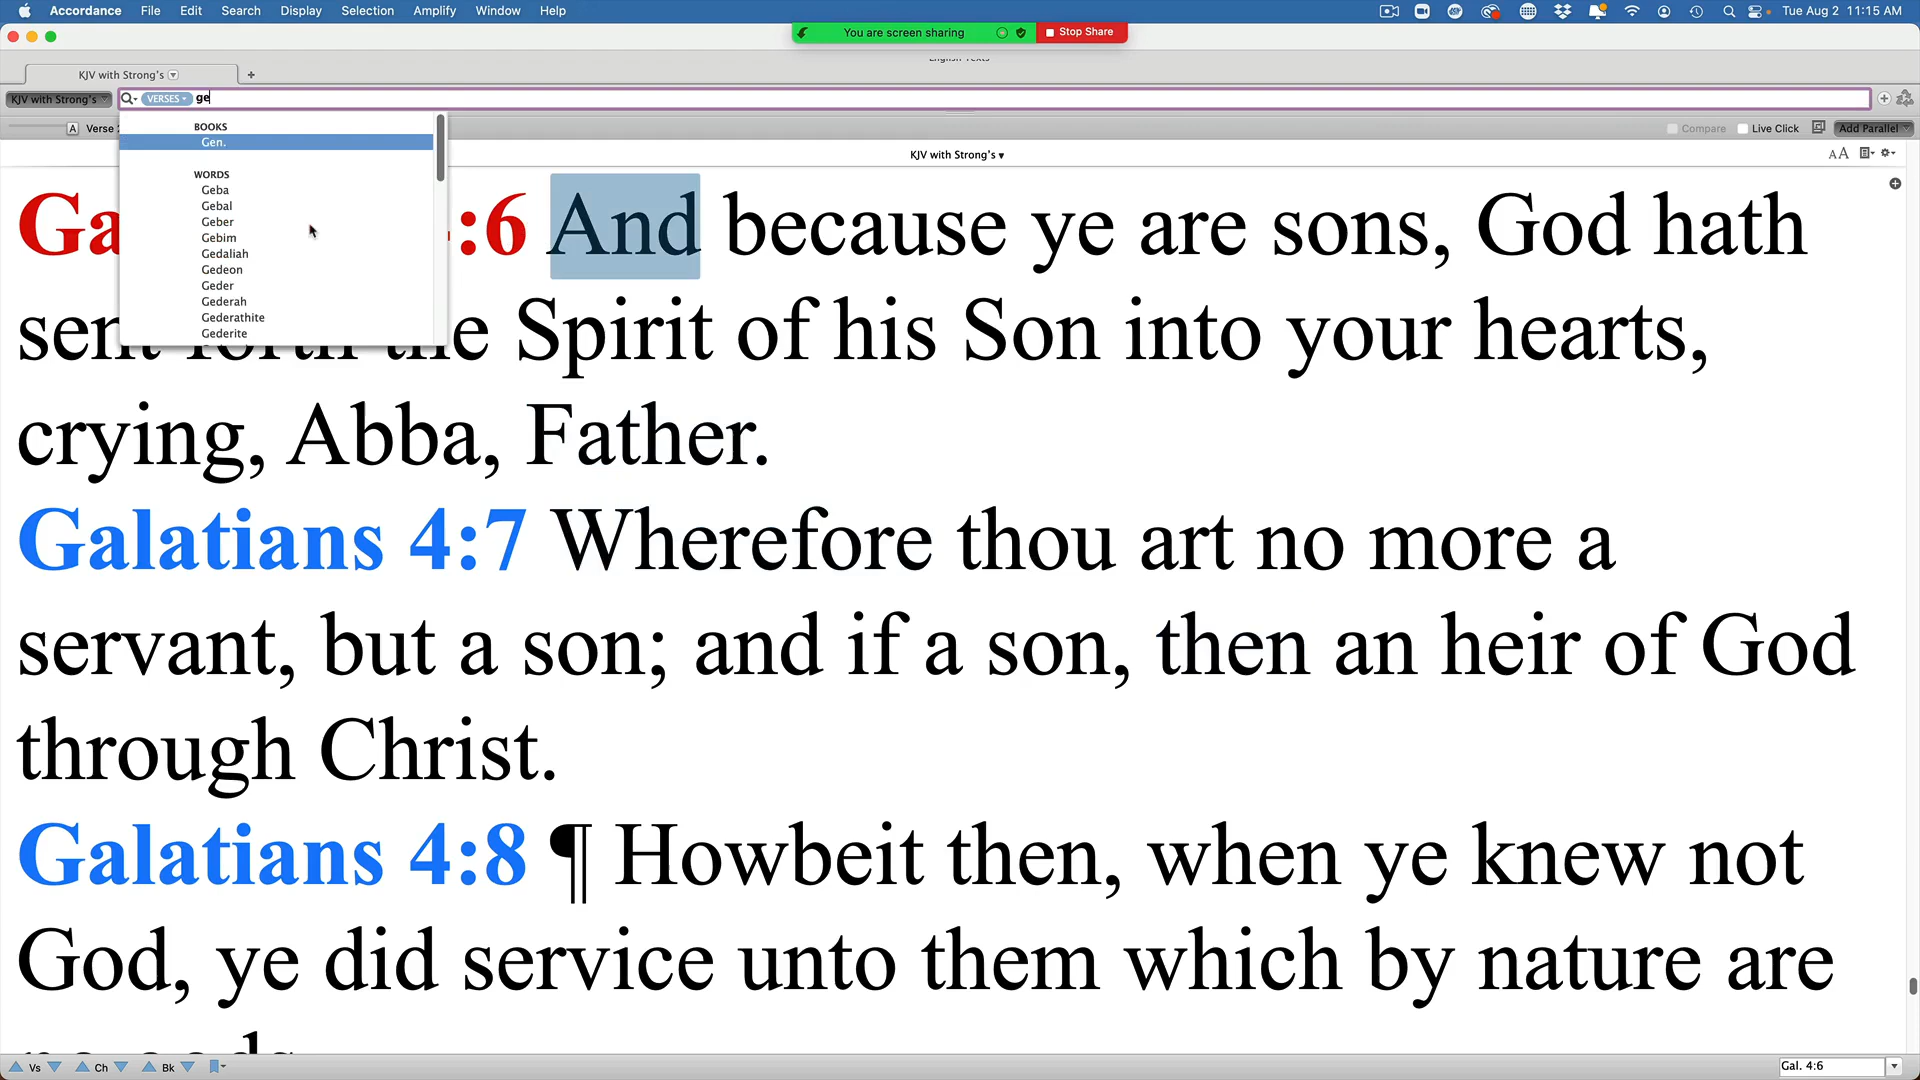 Accordance File Edit Search Display Selection Amplify Window Help Tue Aug 2 11:15 AM
You are screen sharing Stop Share
KJV with Strong's +
KJV with Strong's VERSES ge
A Verse Compare Live Click Add Parallel
KJV with Strong's AA
BOOKS
Gen.
WORDS
Geba
Gebal
Geber
Gebim
Gedaliah
Gedeon
Geder
Gederah
Gederathite
Gederite
Ga :6 And because ye are sons, God hath
sent forth the Spirit of his Son into your hearts,
crying, Abba, Father.
Galatians 4:7 Wherefore thou art no more a
servant, but a son; and if a son, then an heir of God
through Christ.
Galatians 4:8 ¶ Howbeit then, when ye knew not
God, ye did service unto them which by nature are
Vs Ch Bk Gal. 4:6